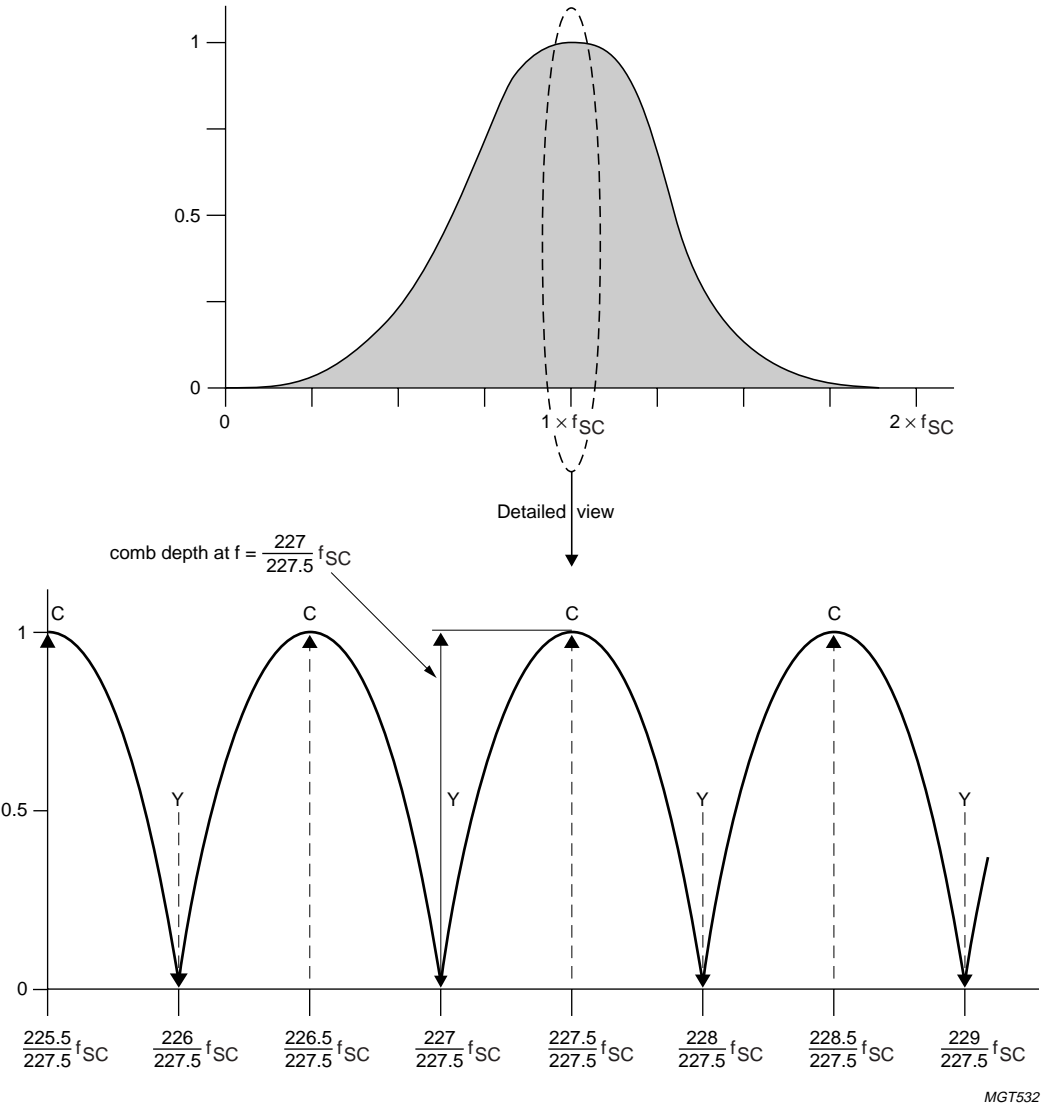 1
0.5
0
0
1 × fSC
2 × fSC
Detailed view
comb depth at f = 227/227.5 fSC
C
C
C
C
1
Y
Y
Y
Y
0.5
0
225.5/227.5 fSC
226/227.5 fSC
226.5/227.5 fSC
227/227.5 fSC
227.5/227.5 fSC
228/227.5 fSC
228.5/227.5 fSC
229/227.5 fSC
MGT532